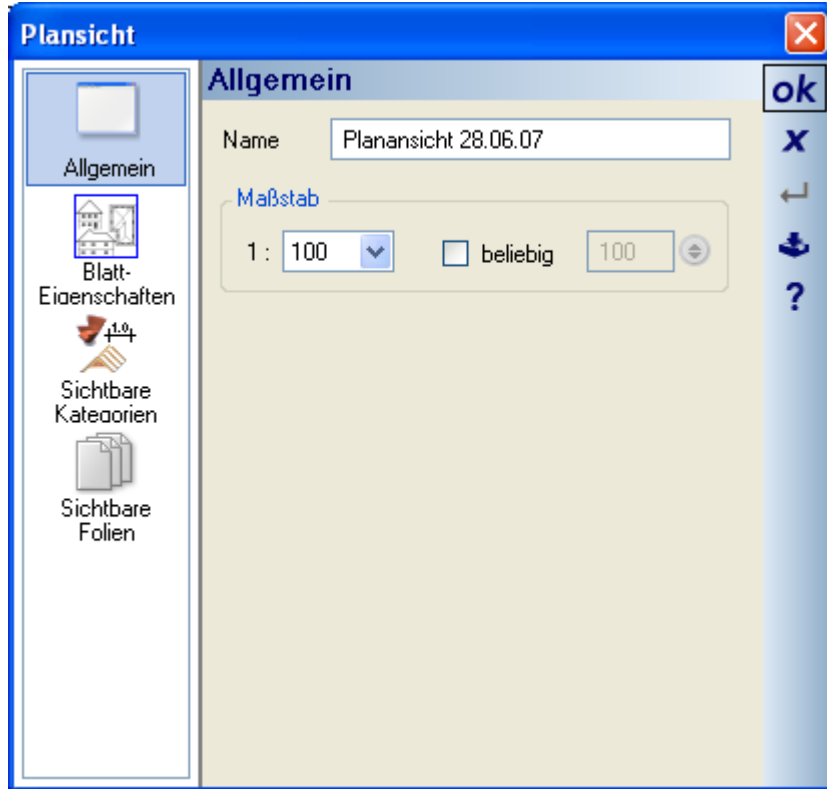 Plansicht
Allgemein
Blatt-
Eigenschaften
1.0
Sichtbare
Kategorien
Sichtbare
Folien
Allgemein
Name Planansicht 28.06.07
Maßstab
1 : 100 beliebig 100
ok
x
?